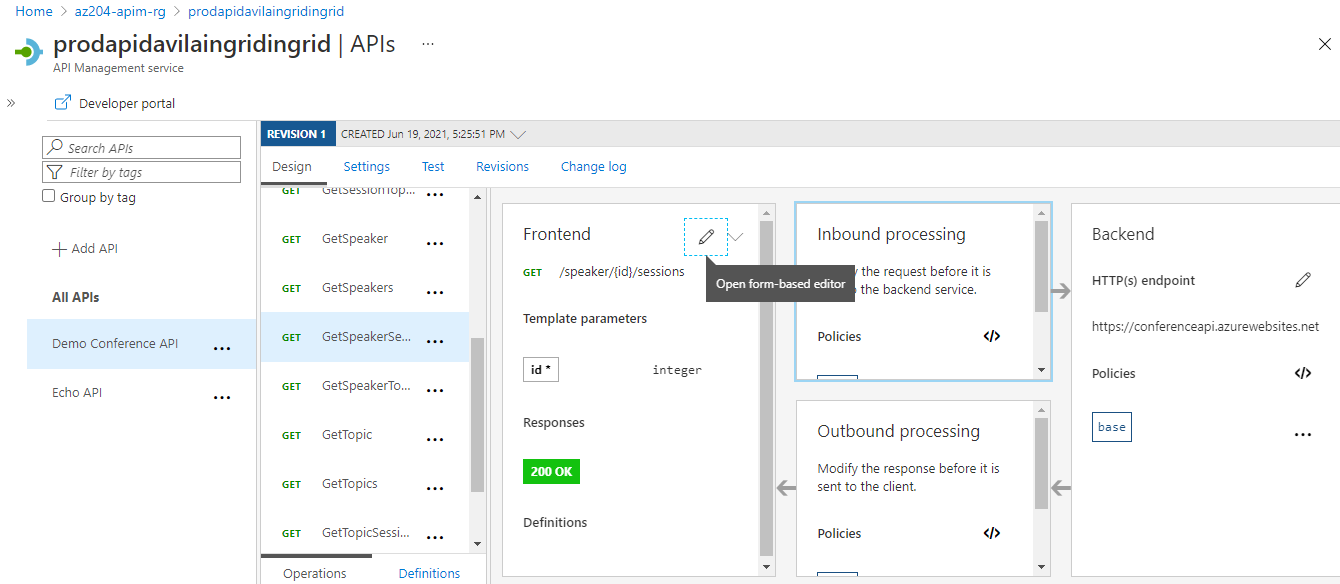 Home > az204-apim-rg > prodapidavilaingridingrid
prodapidavilaingridingrid | APIs ...
API Management service
» Developer portal
Search APIs
Filter by tags
Group by tag
Add API
All APIs
Demo Conference API ...
Echo API ...
REVISION 1 CREATED Jun 19, 2021, 5:25:51 PM
Design Settings Test Revisions Change log
GET GetSessionTop... ...
GET GetSpeaker ...
GET GetSpeakers ...
GET GetSpeakerSe... ...
GET GetSpeakerTo... ...
GET GetTopic ...
GET GetTopics ...
GET GetTopicSessi... ...
Operations Definitions
Frontend
GET /speaker/{id}/sessions
Open form-based editor
Template parameters
id * integer
Responses
200 OK
Definitions
Inbound processing
y the request before it is
the backend service.
Policies </>
Outbound processing
Modify the response before it is
sent to the client.
Policies </>
Backend
HTTP(s) endpoint
https://conferenceapi.azurewebsites.net
Policies </>
base ...